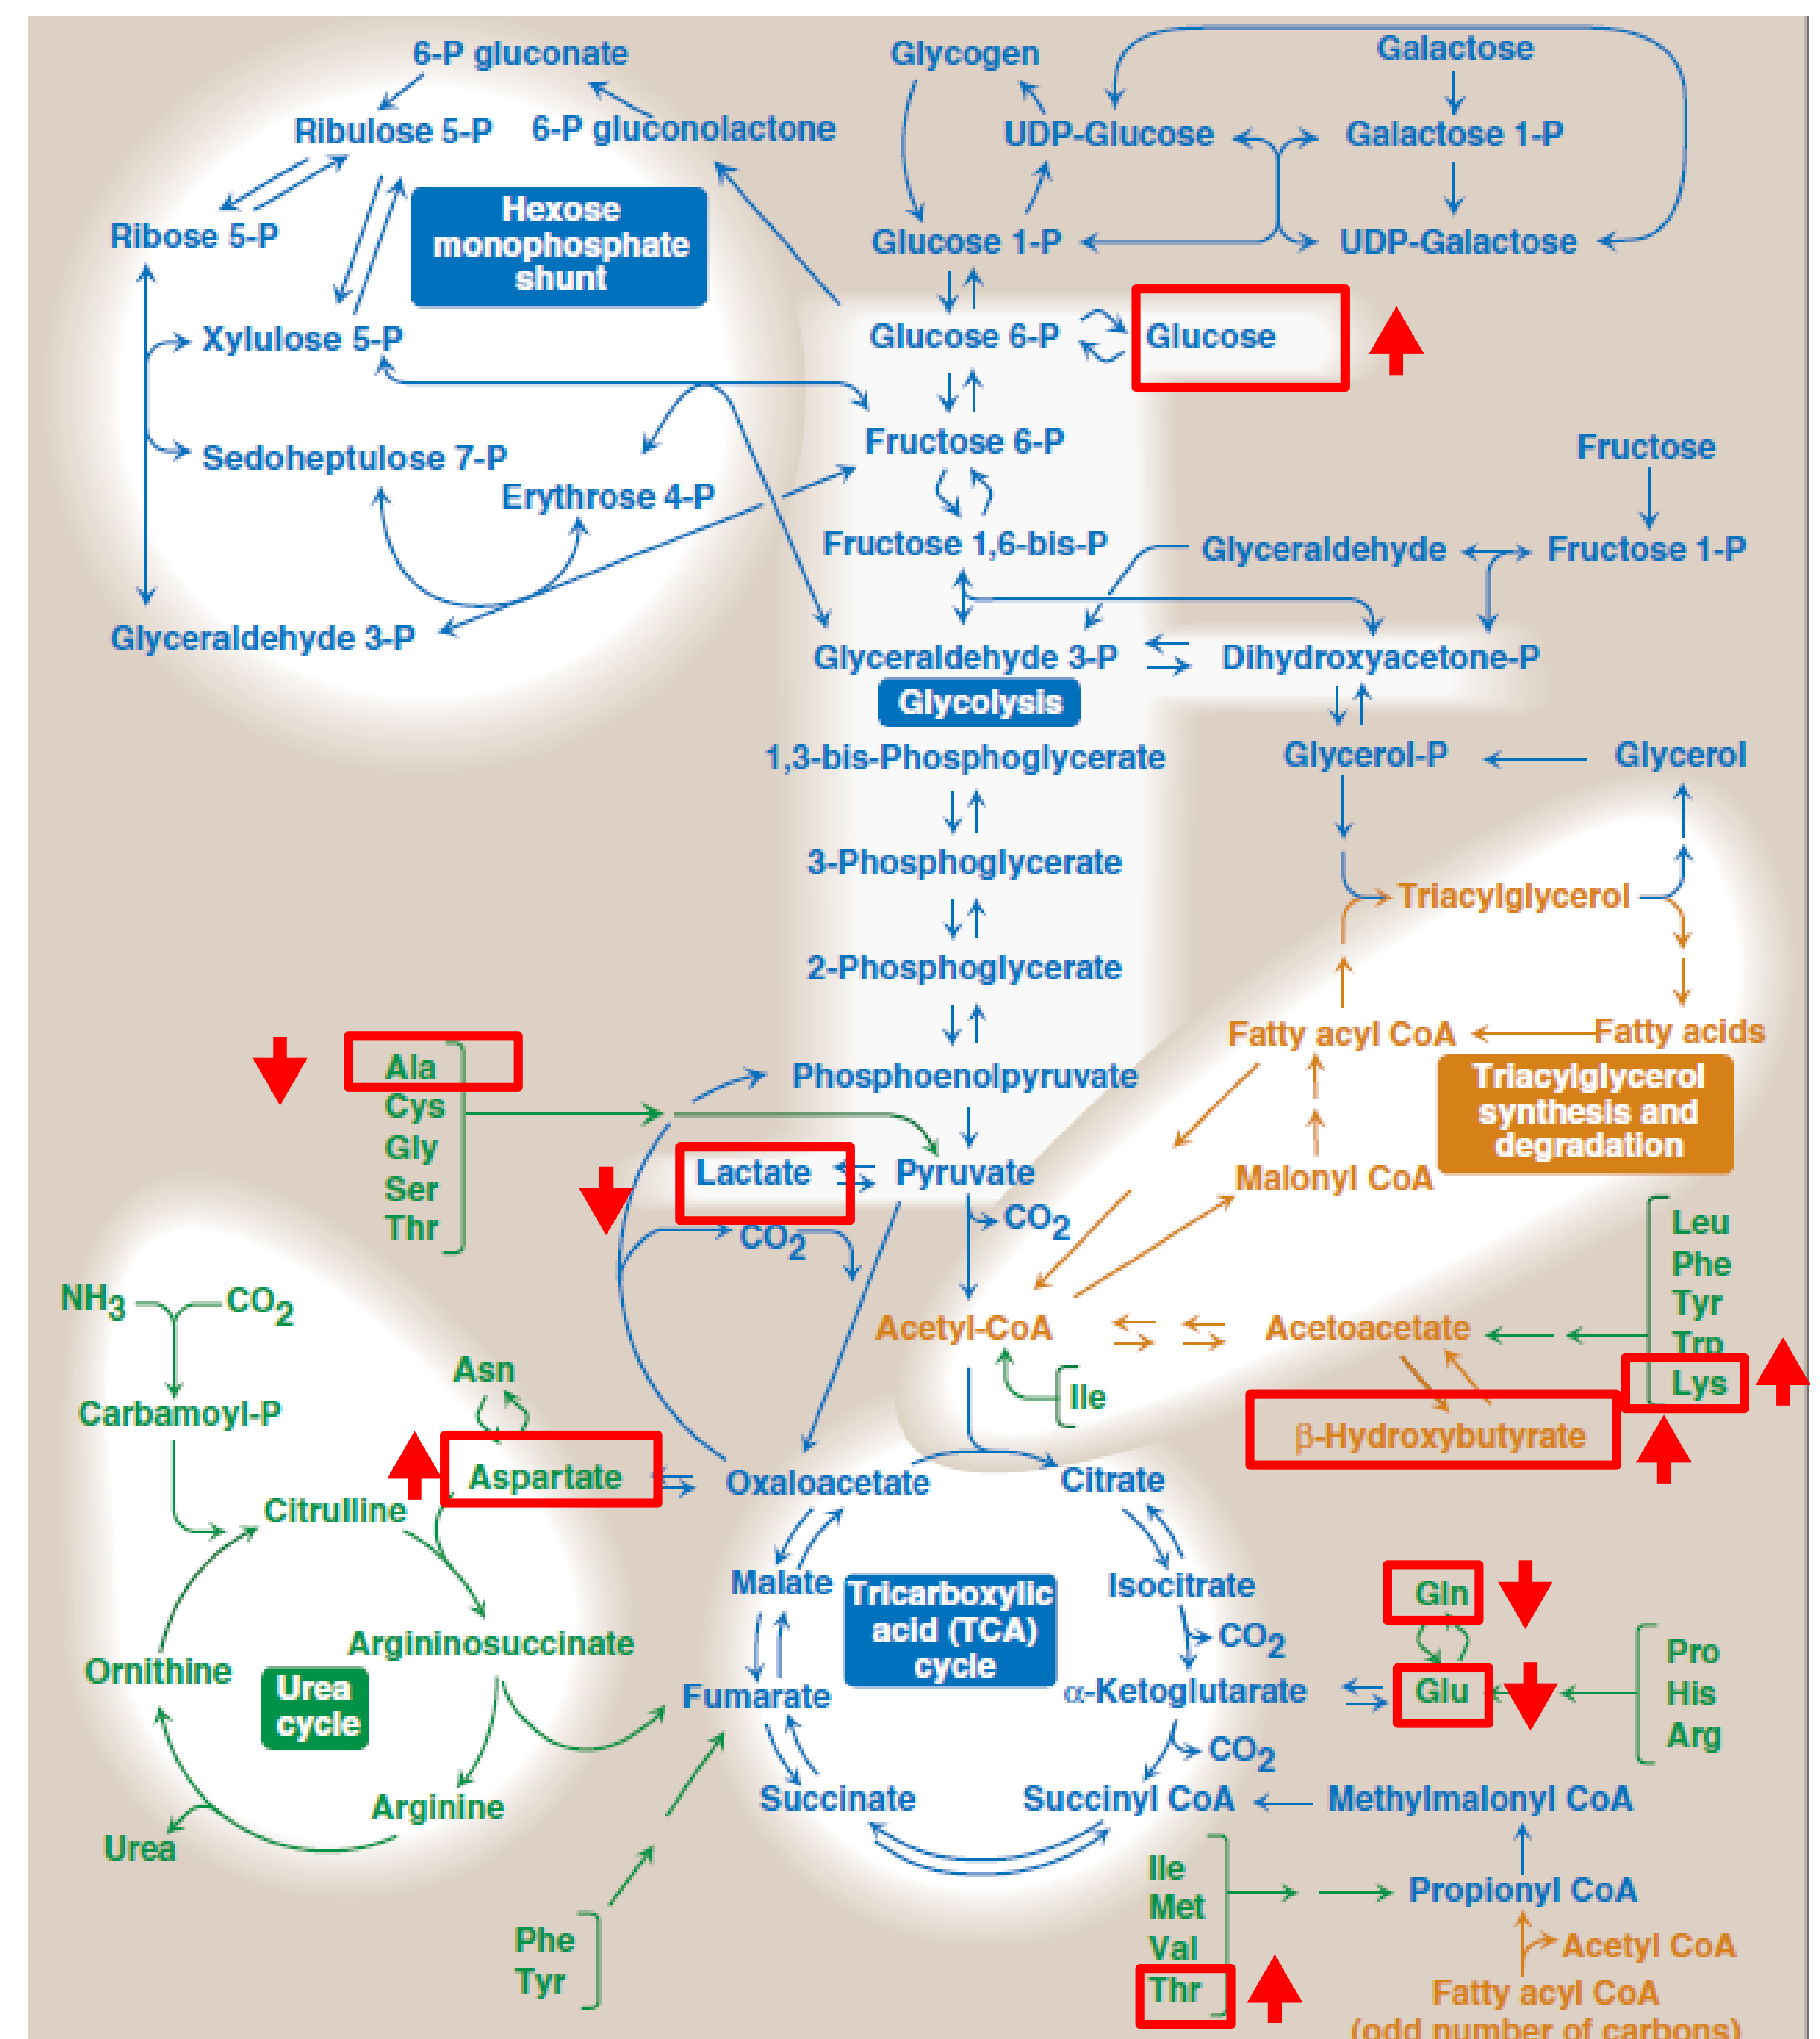 6-P gluconate
Glycogen
Galactose
Ribulose 5-P
6-P gluconolactone
UDP-Glucose
Galactose 1-P
Hexose
monophosphate
shunt
Ribose 5-P
Glucose 1-P
UDP-Galactose
Xylulose 5-P
Glucose 6-P
Glucose
Sedoheptulose 7-P
Fructose 6-P
Fructose
Erythrose 4-P
Fructose 1,6-bis-P
Glyceraldehyde
Fructose 1-P
Glyceraldehyde 3-P
Glyceraldehyde 3-P
Dihydroxyacetone-P
Glycolysis
1,3-bis-Phosphoglycerate
Glycerol-P
Glycerol
3-Phosphoglycerate
Triacylglycerol
2-Phosphoglycerate
Fatty acyl CoA
Fatty acids
Ala
Cys
Gly
Ser
Thr
Phosphoenolpyruvate
Triacylglycerol
synthesis and
degradation
Lactate
Pyruvate
Malonyl CoA
CO2
CO2
Leu
Phe
Tyr
Trp
Lys
NH3
CO2
Acetyl-CoA
Acetoacetate
Asn
Ile
Carbamoyl-P
β-Hydroxybutyrate
Aspartate
Oxaloacetate
Citrate
Citrulline
Malate
Tricarboxylic
acid (TCA)
cycle
Isocitrate
Gln
CO2
Argininosuccinate
Ornithine
Urea
cycle
Fumarate
α-Ketoglutarate
Glu
Pro
His
Arg
CO2
Arginine
Succinate
Succinyl CoA
Methylmalonyl CoA
Urea
Ile
Met
Val
Thr
Propionyl CoA
Phe
Tyr
Acetyl CoA
Fatty acyl CoA
(odd number of carbons)